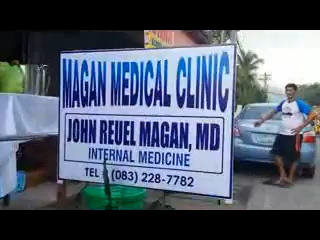 MAGAN MEDICAL CLINIC
JOHN REUEL MAGAN, MD
INTERNAL MEDICINE
TEL # (083) 228-7782